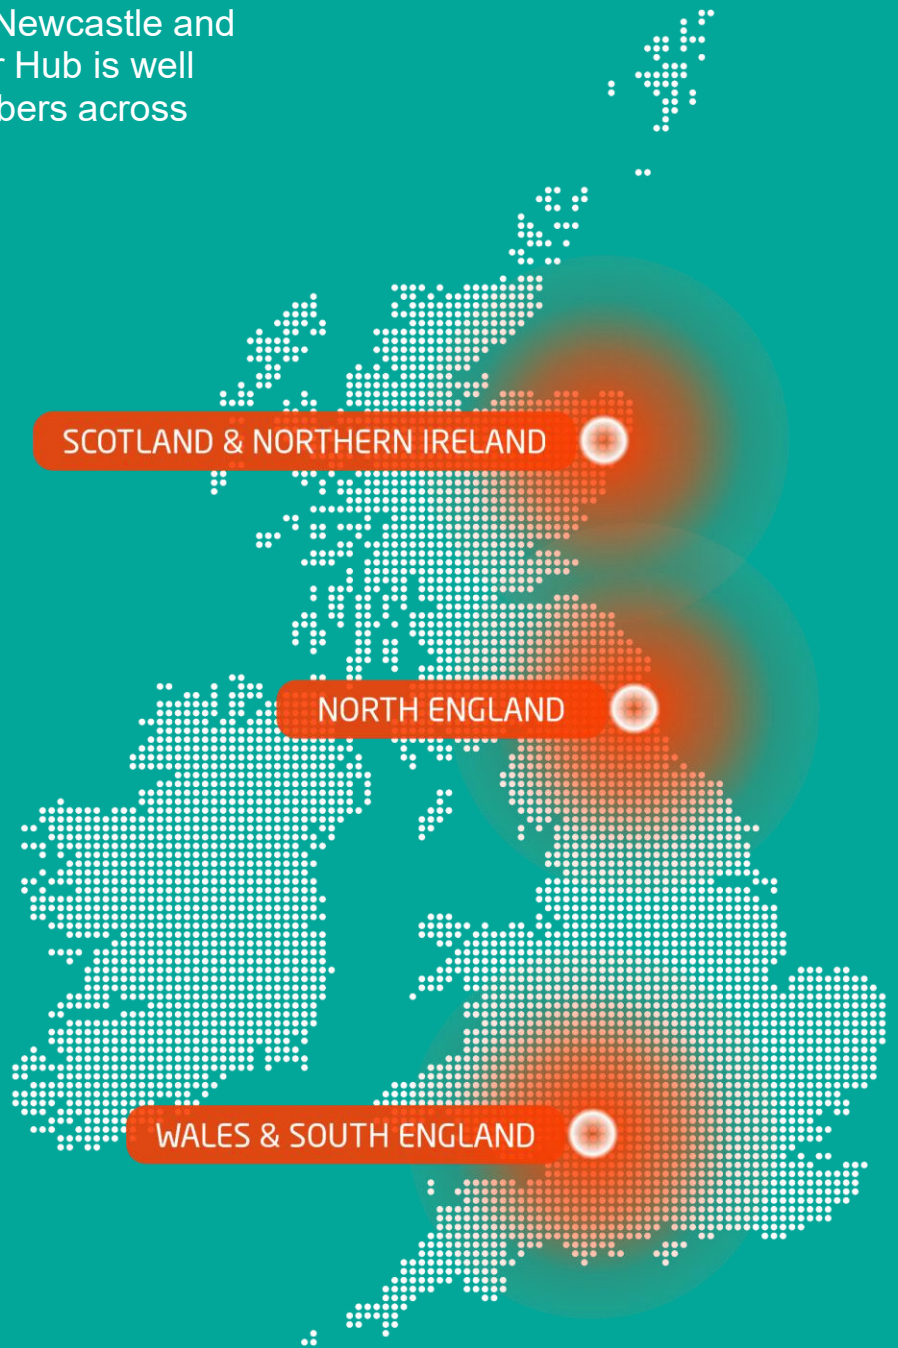 Newcastle and
r Hub is well
bers across
SCOTLAND & NORTHERN IRELAND
NORTH ENGLAND
WALES & SOUTH ENGLAND